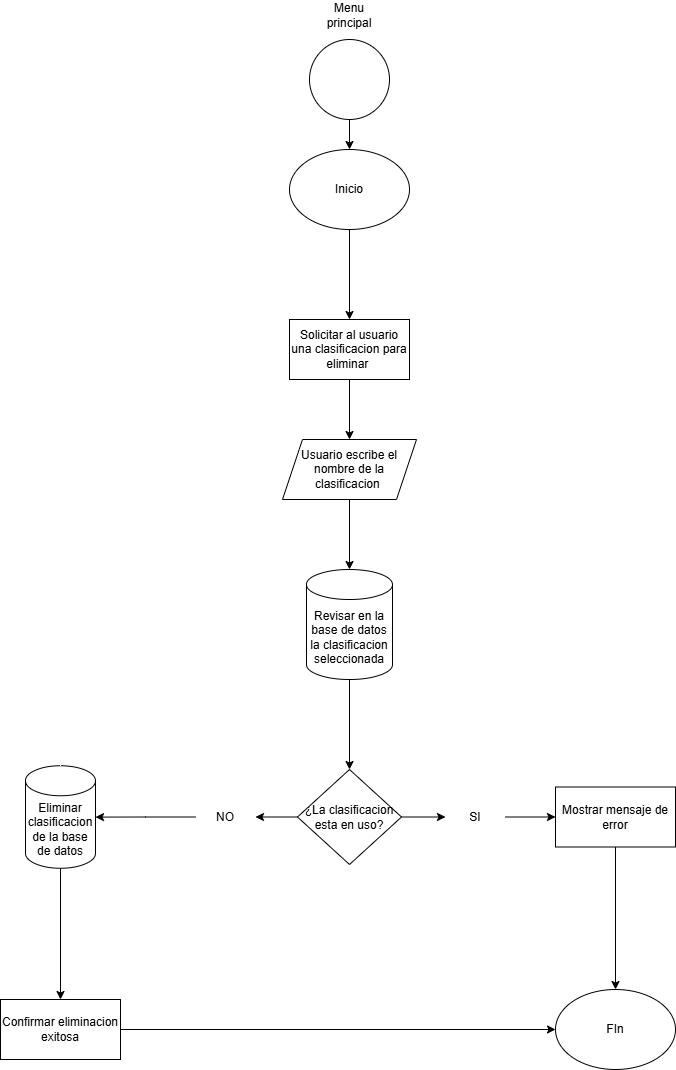 Menu
principal
Inicio
Solicitar al usuario
una clasificacion para
eliminar
Usuario escribe el
nombre de la
clasificacion
Revisar en la
base de datos
la clasificacion
seleccionada
¿La clasificacion
esta en uso?
NO
SI
Eliminar
clasificacion
de la base
de datos
Mostrar mensaje de
error
Confirmar eliminacion
exitosa
FIn